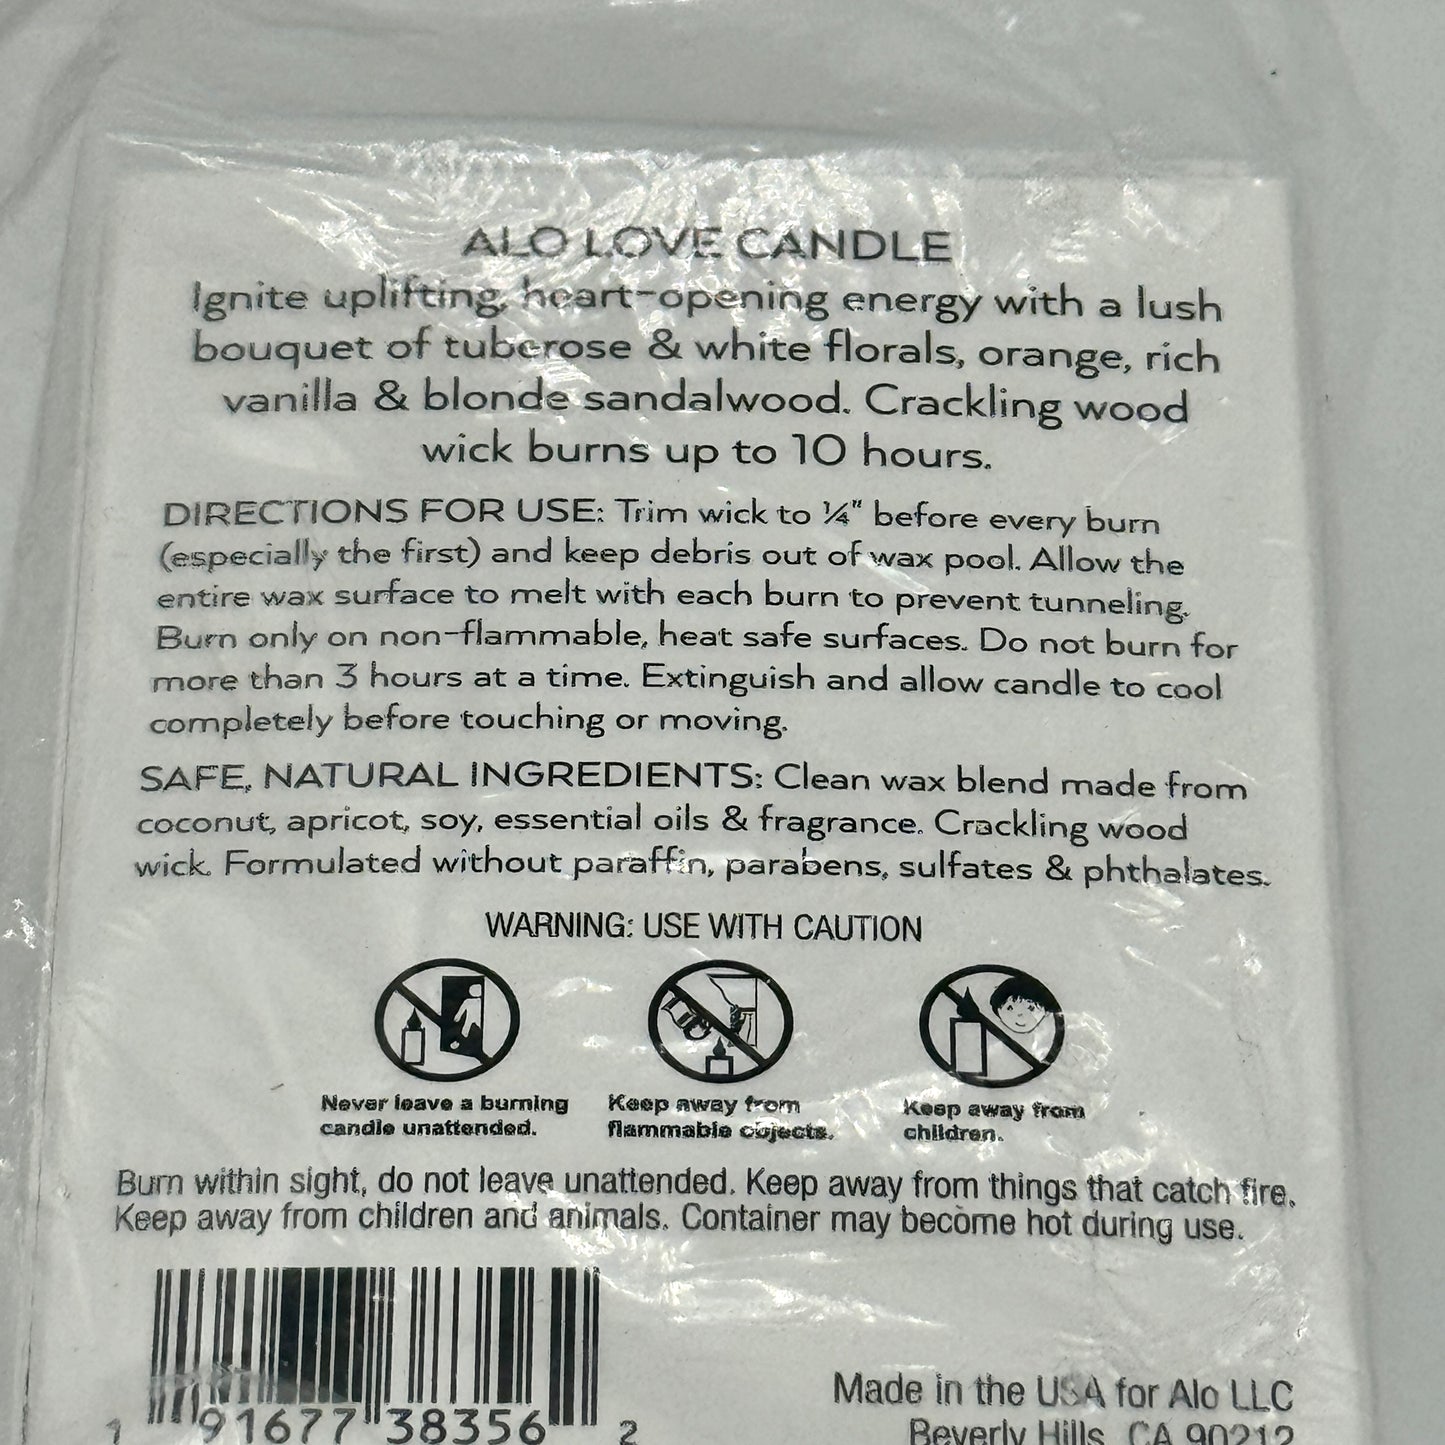 ALO LOVE CANDLE
Ignite uplifting, heart-opening energy with a lush
bouquet of tuberose & white florals, orange, rich
vanilla & blonde sandalwood. Crackling wood
wick burns up to 10 hours.
DIRECTIONS FOR USE: Trim wick to ¼" before every burn
(especially the first) and keep debris out of wax pool. Allow the
entire wax surface to melt with each burn to prevent tunneling.
Burn only on non-flammable, heat safe surfaces. Do not burn for
more than 3 hours at a time. Extinguish and allow candle to cool
completely before touching or moving.
SAFE, NATURAL INGREDIENTS: Clean wax blend made from
coconut, apricot, soy, essential oils & fragrance. Crackling wood
wick. Formulated without paraffin, parabens, sulfates & phthalates.
WARNING: USE WITH CAUTION
Never leave a burning
candle unattended.
Keep away from
flammable objects.
Keep away from
children.
Burn within sight, do not leave unattended. Keep away from things that catch fire.
Keep away from children and animals. Container may become hot during use.
1 91677 38356 2
Made in the USA for Alo LLC
Beverly Hills, CA 90212